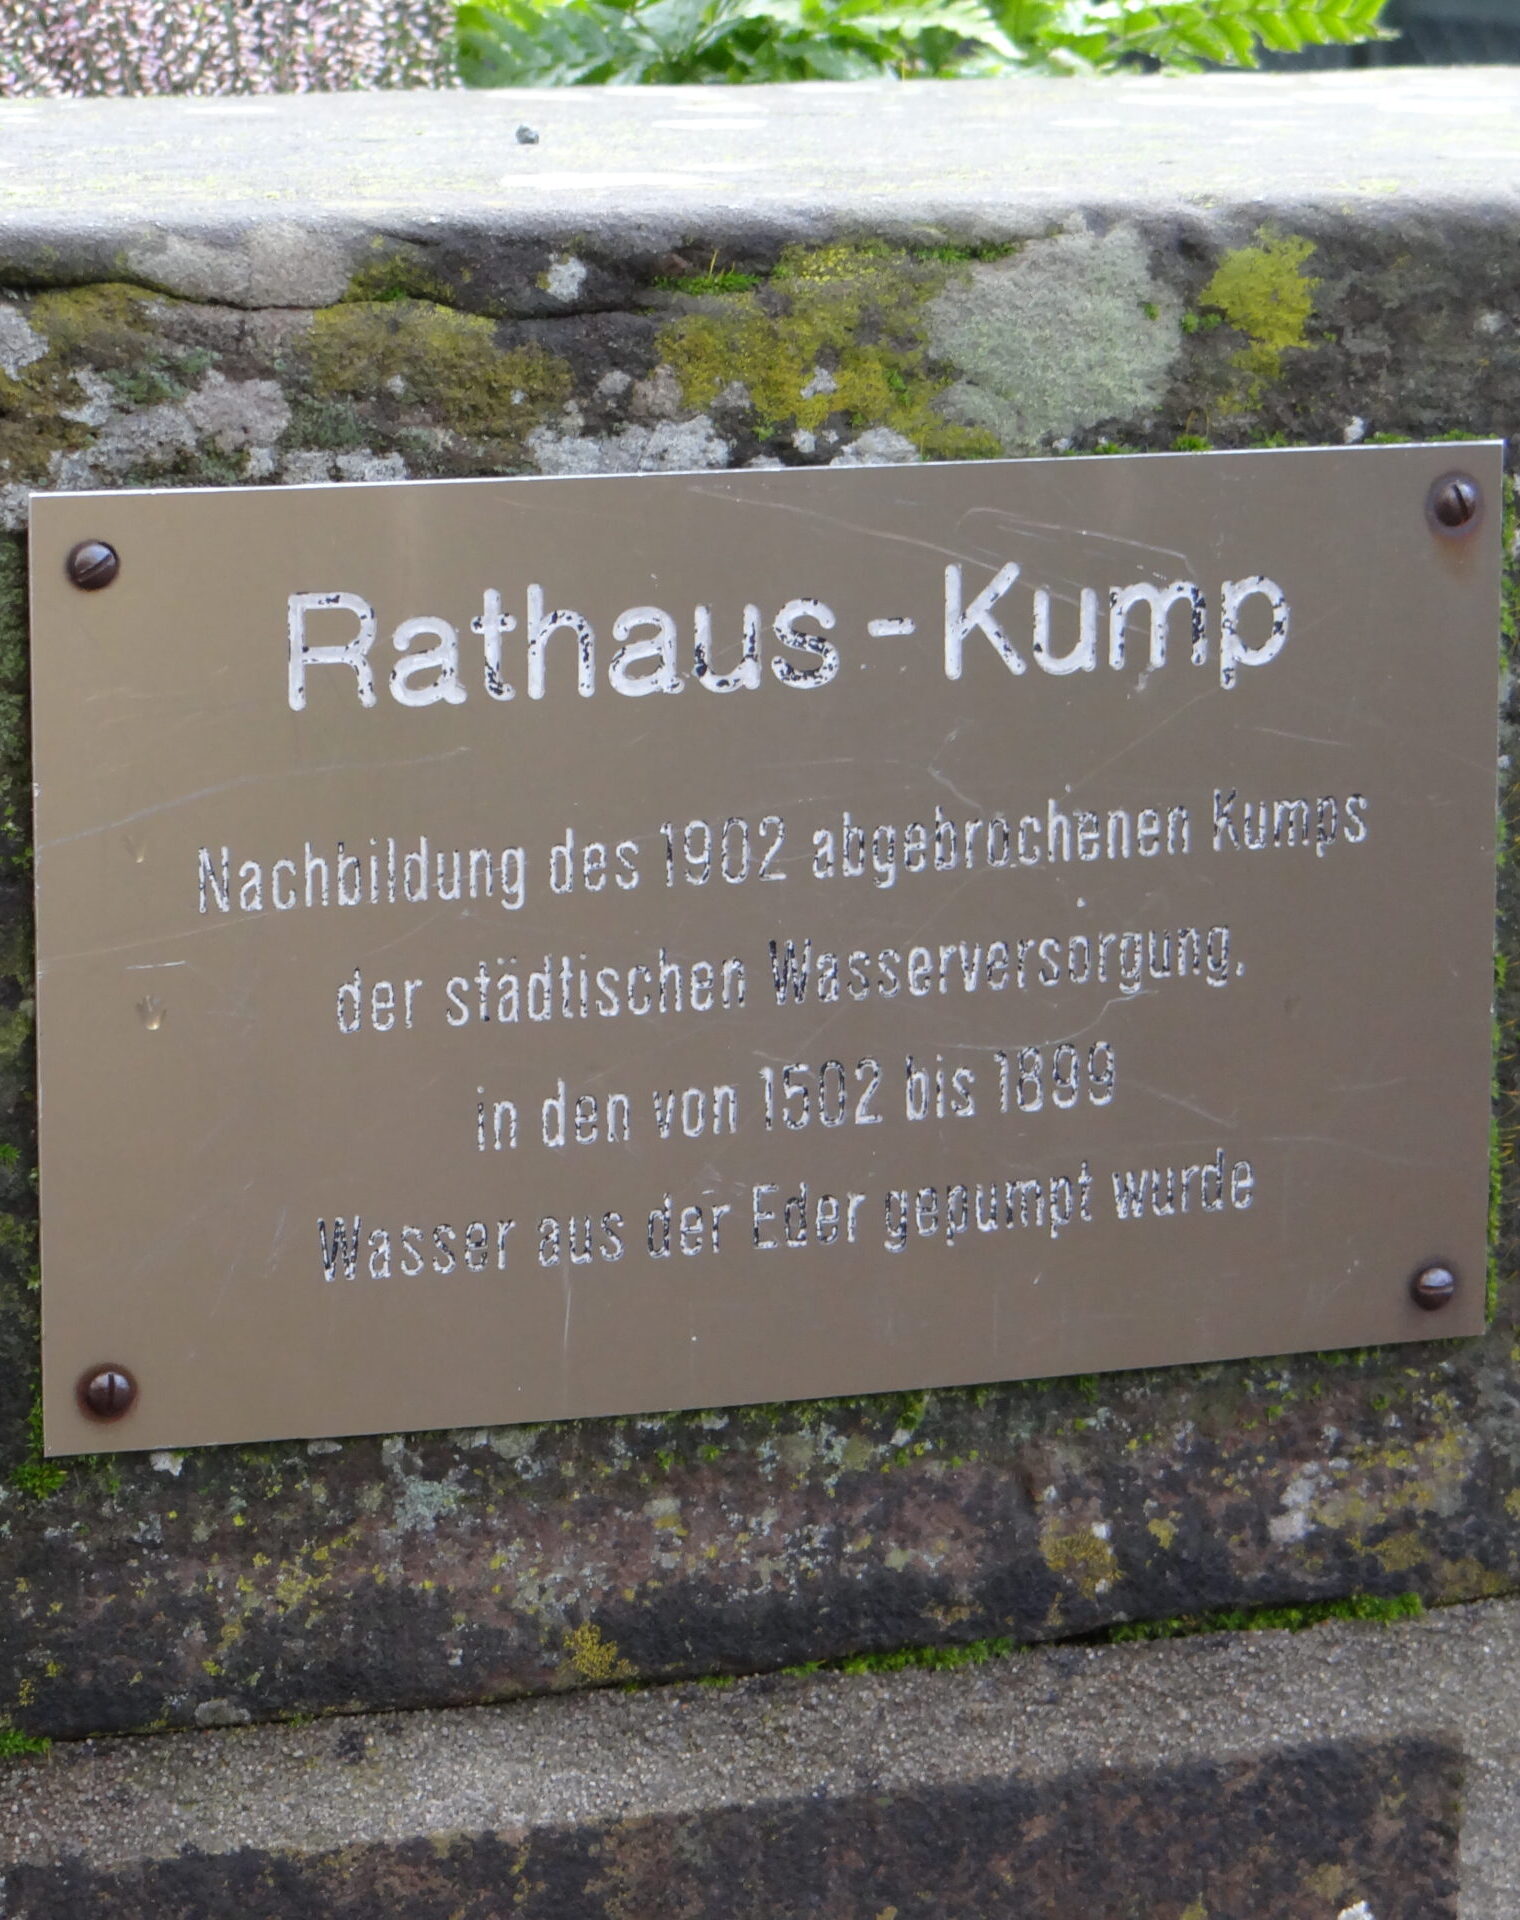 Rathaus-Kump
Nachbildung des 1902 abgebrochenen Kumps
der städtischen Wasserversorgung,
in den von 1502 bis 1899
Wasser aus der Eder gepumpt wurde